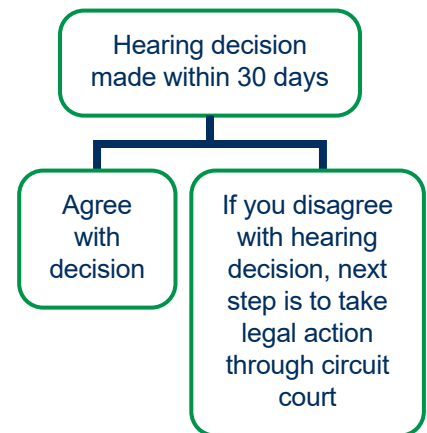 Hearing decision
made within 30 days
Agree
with
decision
If you disagree
with hearing
decision, next
step is to take
legal action
through circuit
court